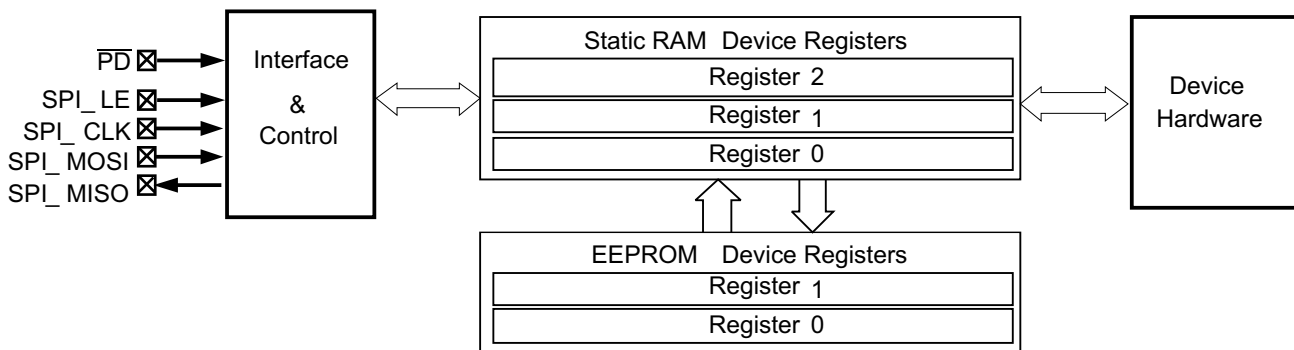 PD
SPI_ LE
SPI_ CLK
SPI_ MOSI
SPI_ MISO
Interface
&
Control
Static RAM Device Registers
Register 2
Register 1
Register 0
EEPROM Device Registers
Register 1
Register 0
Device
Hardware